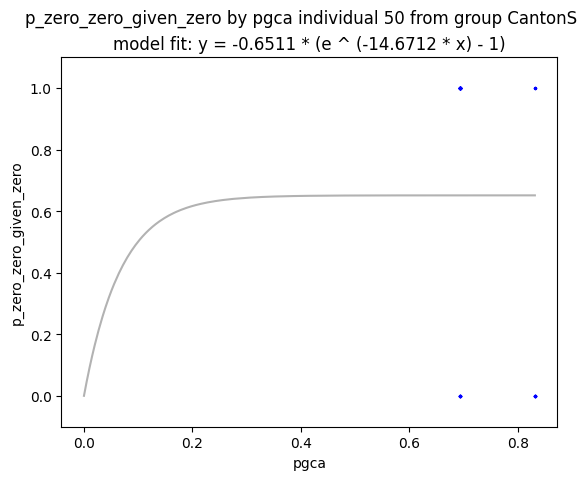 p_zero_zero_given_zero by pgca individual 50 from group CantonS
model fit: y = -0.6511 * (e ^ (-14.6712 * x) - 1)
1.0
0.8
0.6
0.4
0.2
0.0
p_zero_zero_given_zero
0.0 0.2 0.4 0.6 0.8
pgca